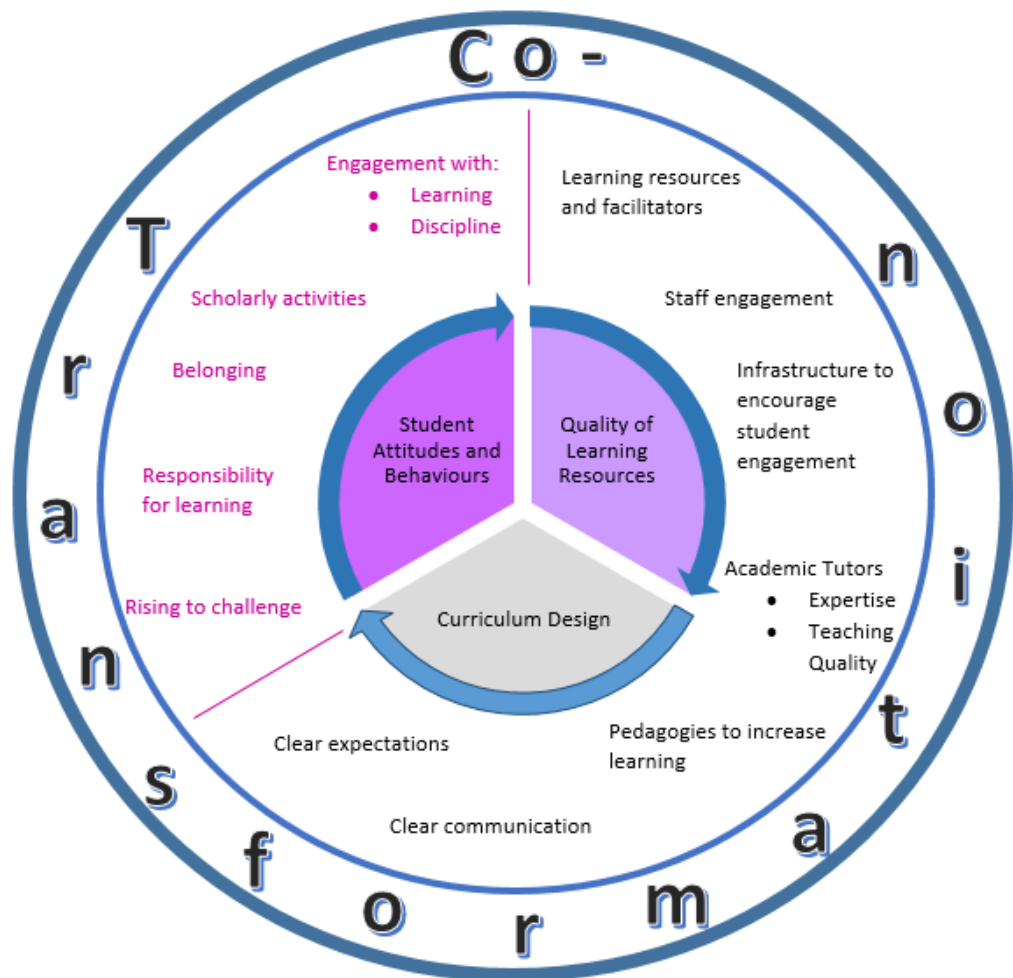 Co-Transformation
Engagement with:
• Learning
• Discipline
Scholarly activities
Belonging
Responsibility
for learning
Rising to challenge
Learning resources
and facilitators
Staff engagement
Infrastructure to
encourage
student
engagement
Academic Tutors
• Expertise
• Teaching
Quality
Pedagogies to increase
learning
Clear communication
Clear expectations
Student
Attitudes and
Behaviours
Quality of
Learning
Resources
Curriculum Design